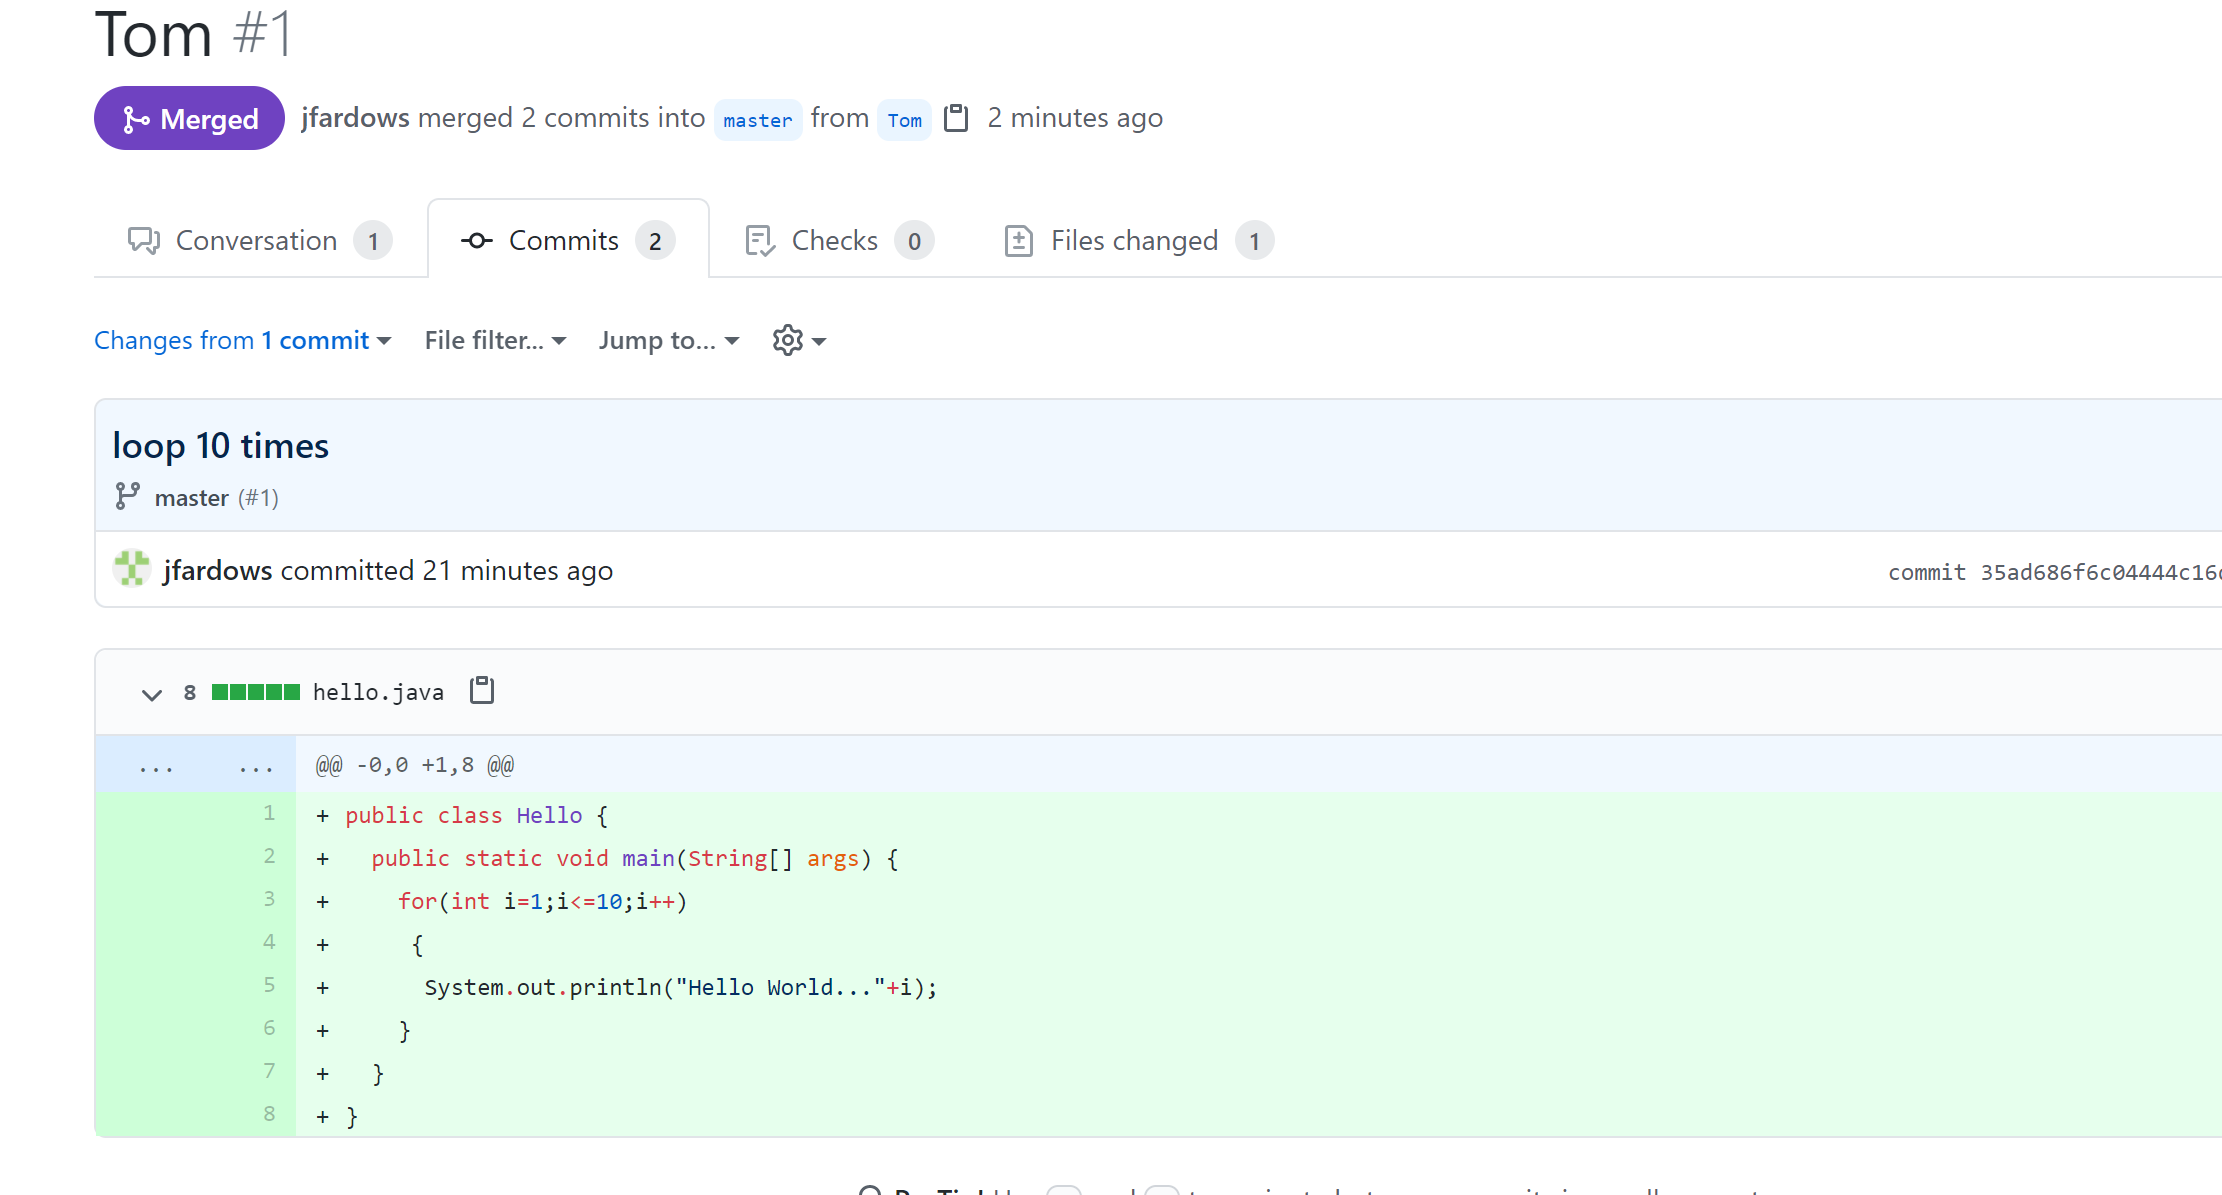 Tom #1
Merged jfardows merged 2 commits into master from Tom 2 minutes ago
Conversation 1 Commits 2 Checks 0 Files changed 1
Changes from 1 commit File filter... Jump to...
loop 10 times
master (#1)
jfardows committed 21 minutes ago commit 35ad686f6c04444c16
8 hello.java
... ... @@ -0,0 +1,8 @@
1 + public class Hello {
2 +   public static void main(String[] args) {
3 +     for(int i=1;i<=10;i++)
4 +      {
5 +       System.out.println("Hello World..."+i);
6 +     }
7 +   }
8 + }